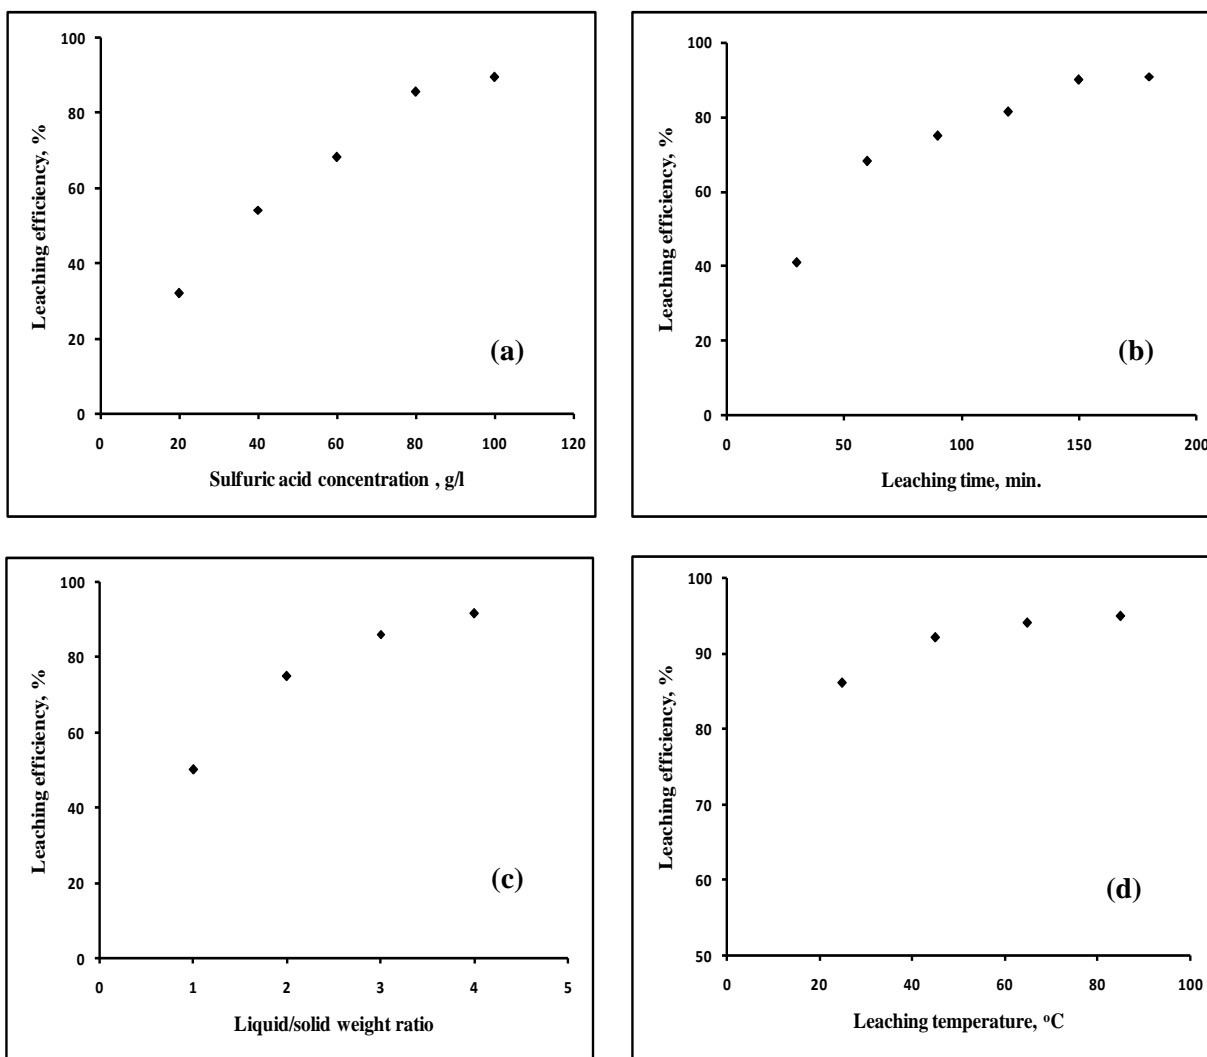 100
80
60
40
20
0
0 20 40 60 80 100 120
Leaching efficiency, %
Sulfuric acid concentration , g/l
(a)
100
80
60
40
20
0
0 50 100 150 200
Leaching efficiency, %
Leaching time, min.
(b)
100
80
60
40
20
0
0 1 2 3 4 5
Leaching efficiency, %
Liquid/solid weight ratio
(c)
100
90
80
70
60
50
0 20 40 60 80 100
Leaching efficiency, %
Leaching temperature, °C
(d)